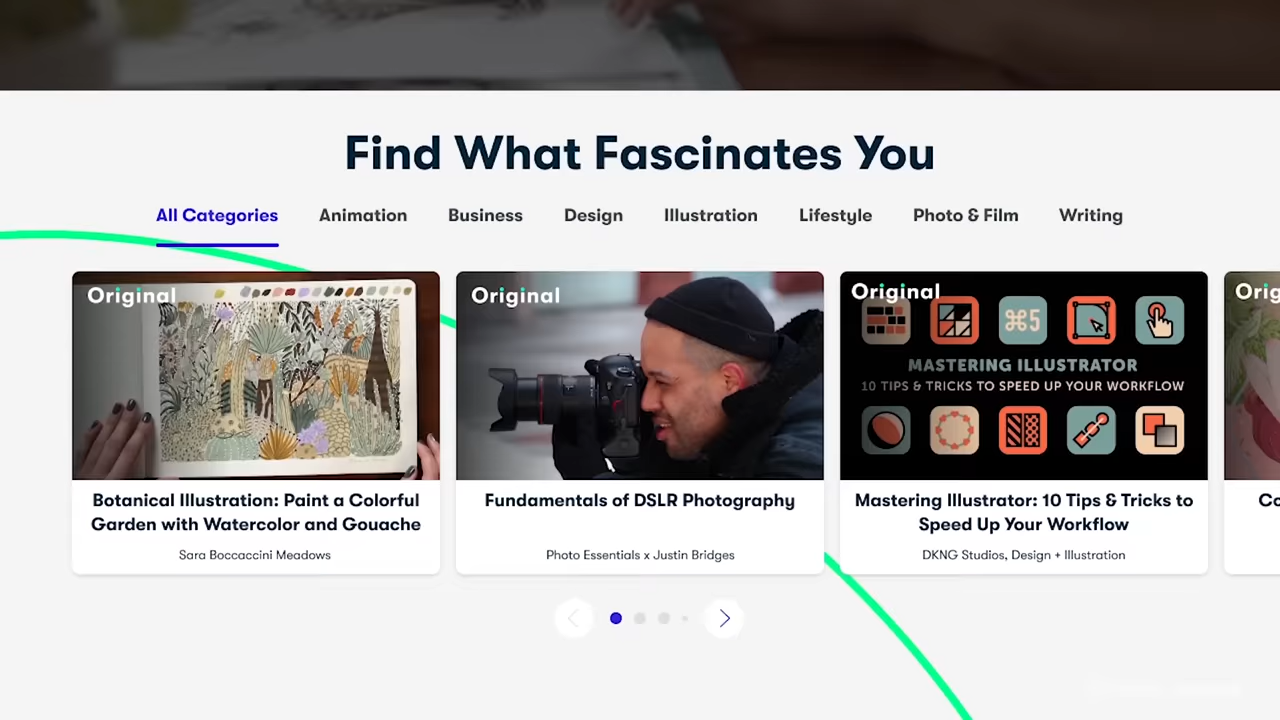 Find What Fascinates You
All Categories Animation Business Design Illustration Lifestyle Photo & Film Writing
Original
Botanical Illustration: Paint a Colorful
Garden with Watercolor and Gouache
Sara Boccaccini Meadows
Original
Fundamentals of DSLR Photography
Photo Essentials x Justin Bridges
Original
⌘5
MASTERING ILLUSTRATOR
10 TIPS & TRICKS TO SPEED UP YOUR WORKFLOW
Mastering Illustrator: 10 Tips & Tricks to
Speed Up Your Workflow
DKNG Studios, Design + Illustration
Orig
Co